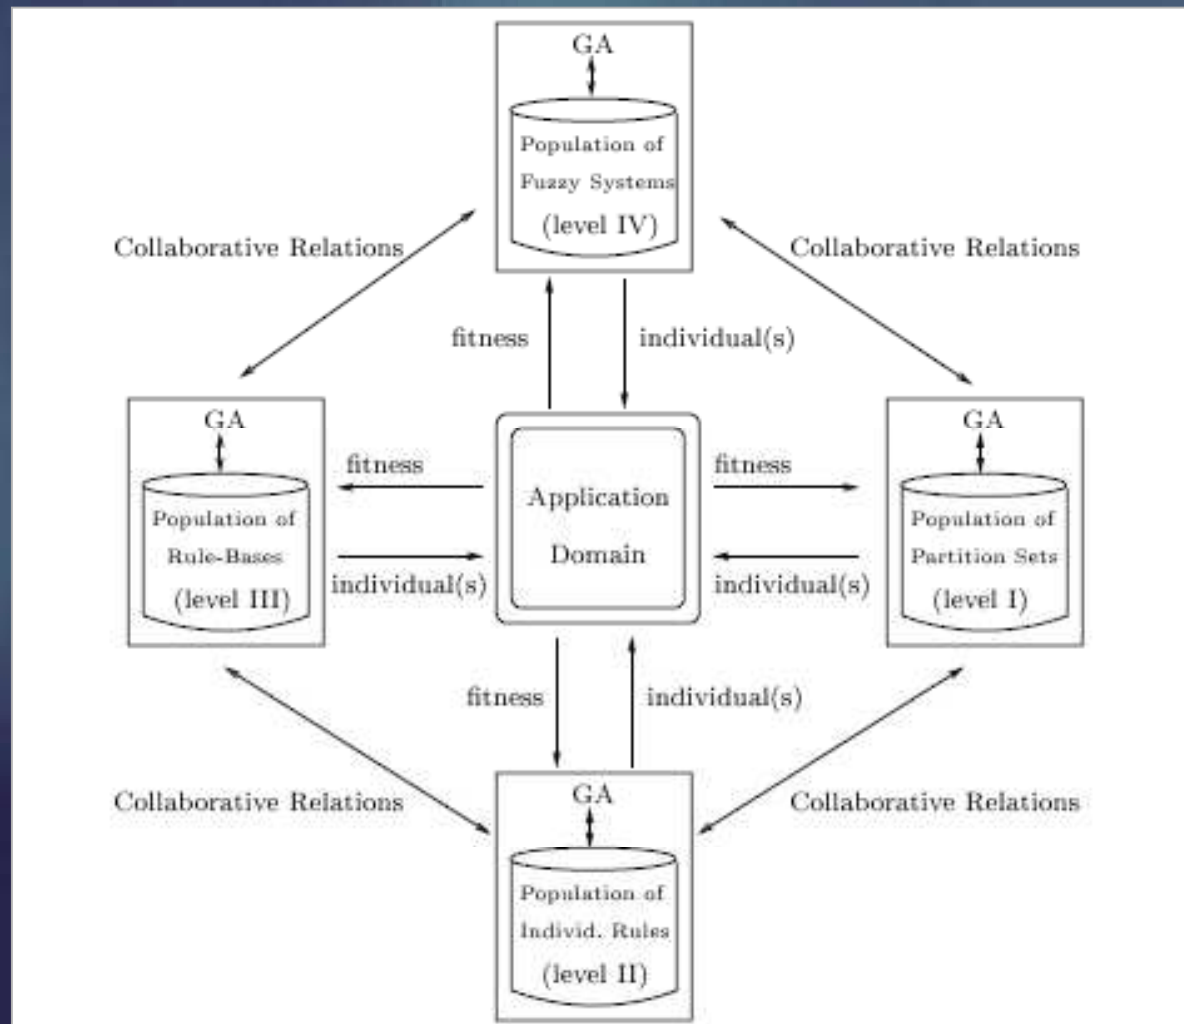 GA
Population of
Fuzzy Systems
(level IV)
Collaborative Relations
Collaborative Relations
fitness
individual(s)
GA
Population of
Rule-Bases
(level III)
fitness
individual(s)
Application
Domain
fitness
individual(s)
GA
Population of
Partition Sets
(level I)
fitness
individual(s)
Collaborative Relations
Collaborative Relations
GA
Population of
Individ. Rules
(level II)